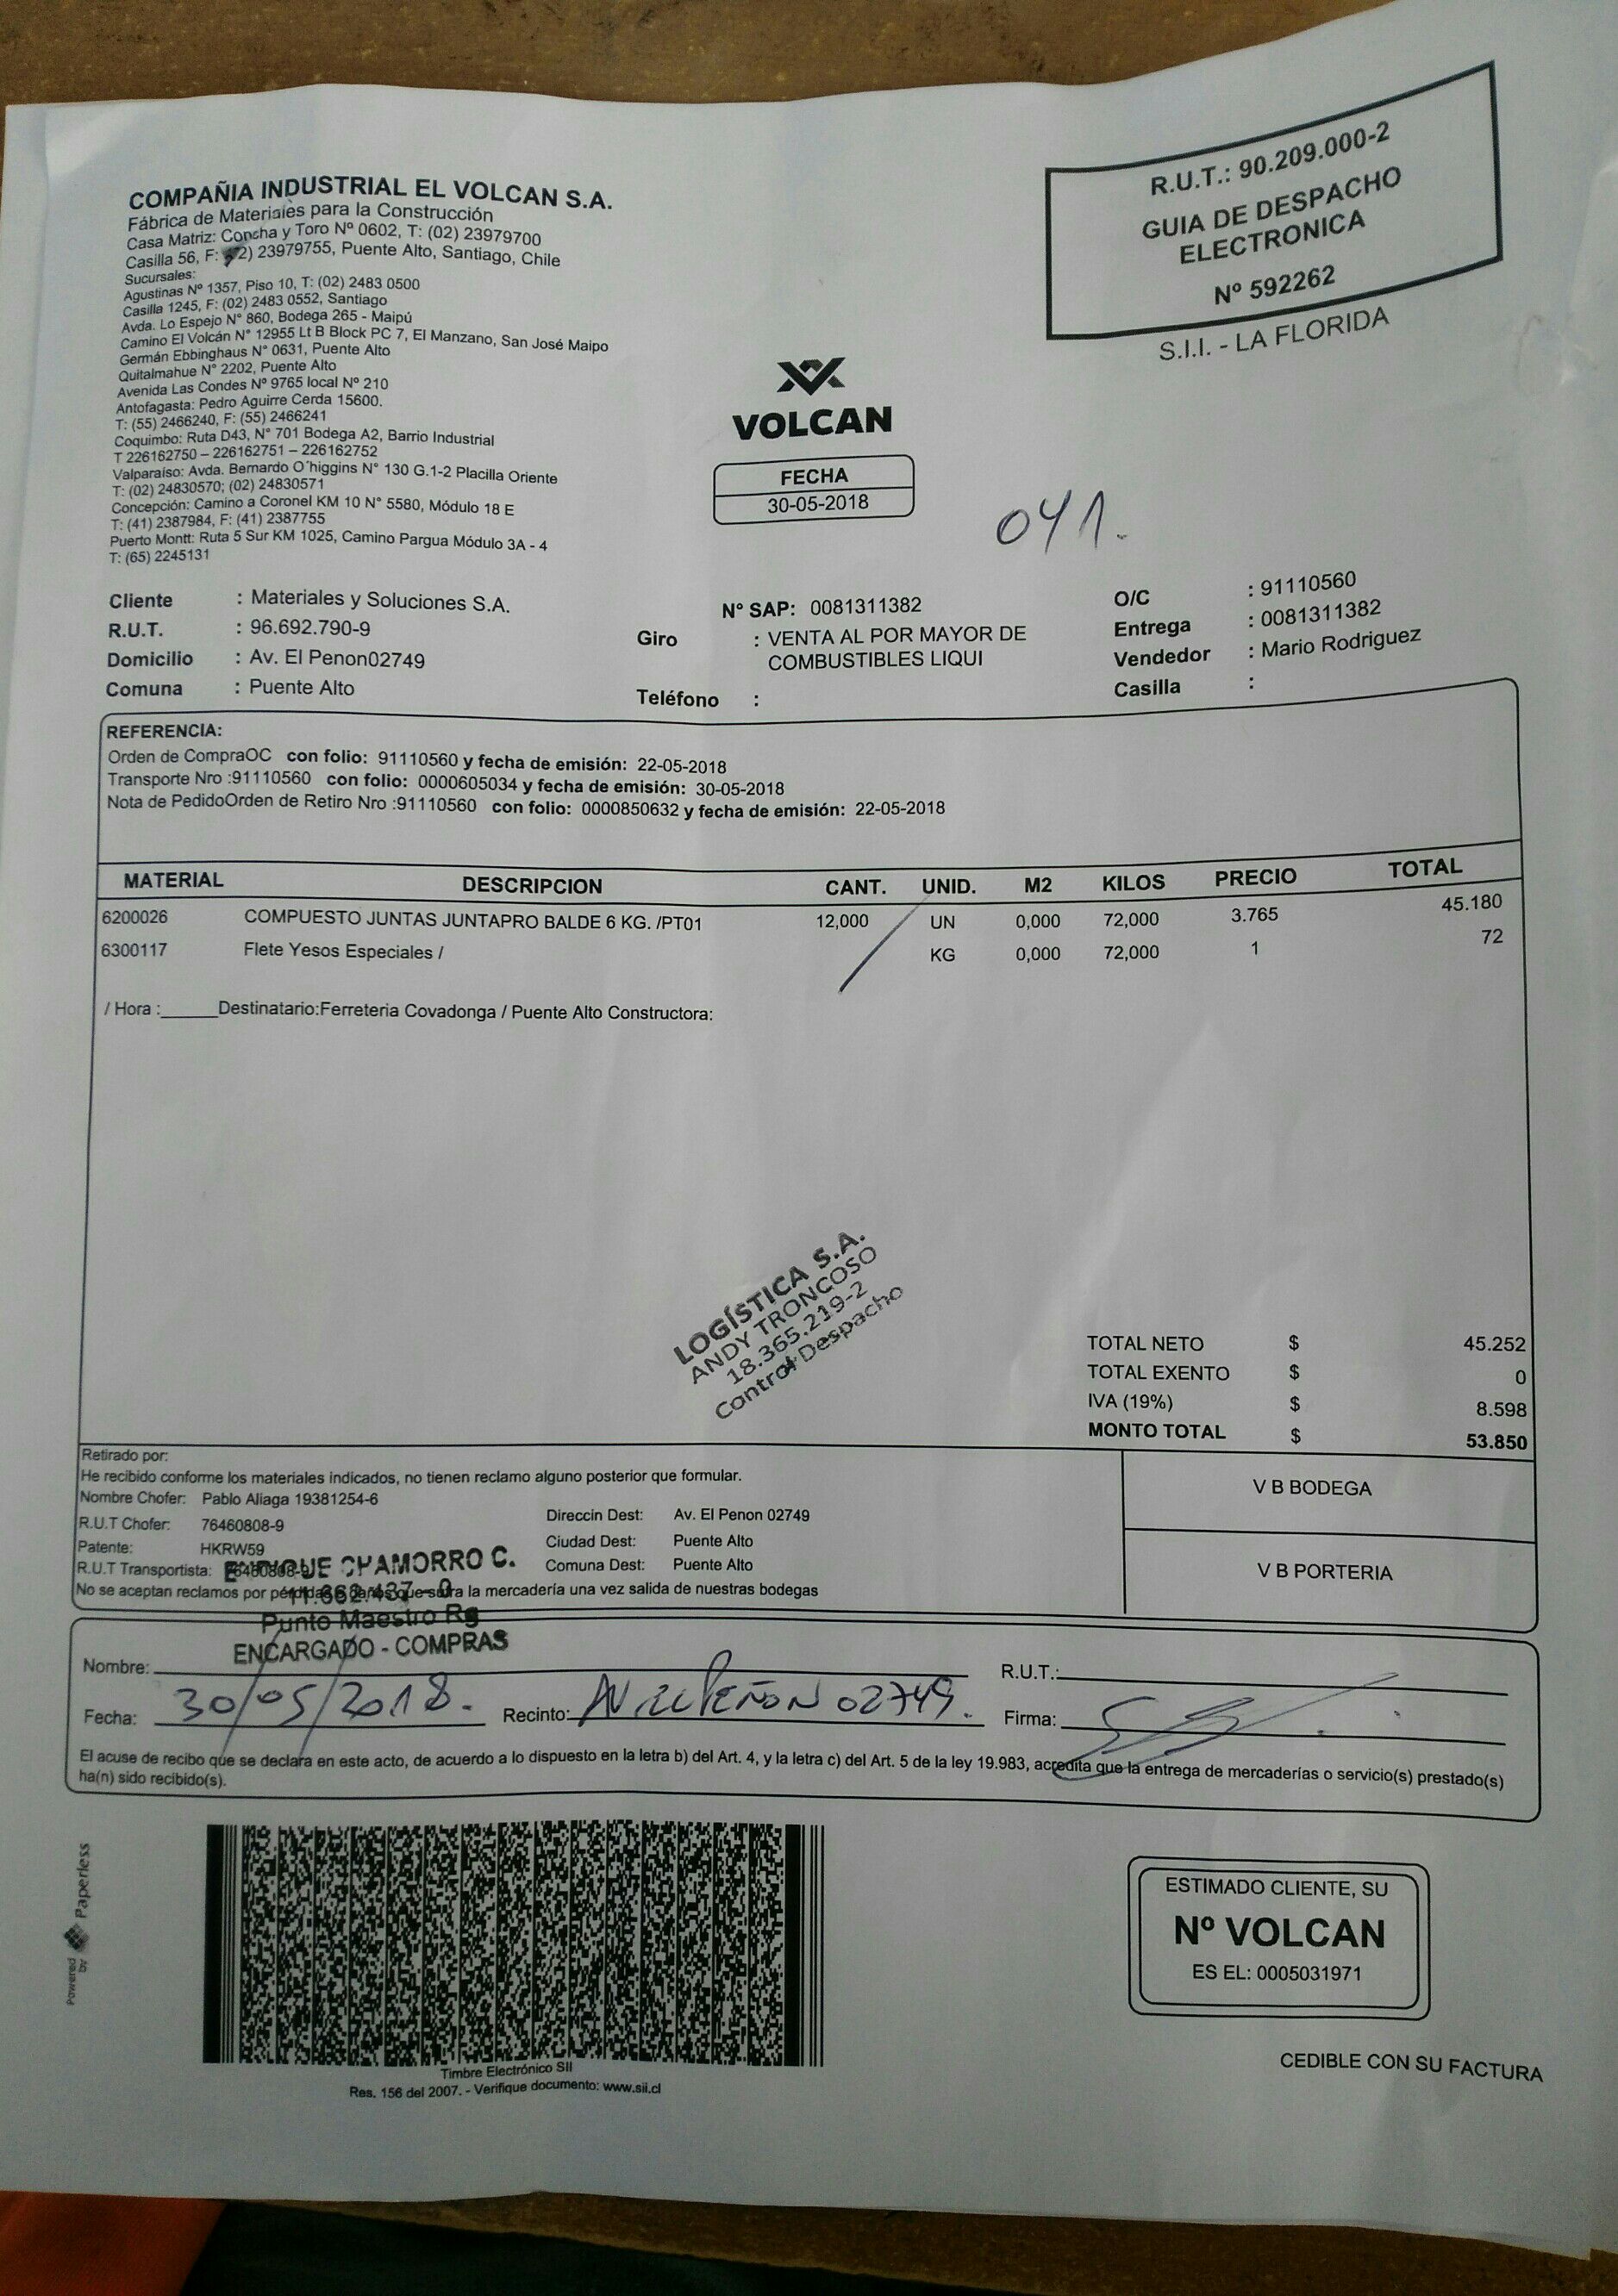 COMPAÑIA INDUSTRIAL EL VOLCAN S.A.
Fábrica de Materiales para la Construcción
Casa Matriz: Concha y Toro Nº 0602, T: (02) 23979700
Casilla 56, F: 2) 23979755, Puente Alto, Santiago, Chile
Sucursales:
Agustinas Nº 1357, Piso 10, T: (02) 2483 0500
Casilla 1245, F: (02) 2483 0552, Santiago
Avda. Lo Espejo N° 860, Bodega 265 - Maipú
Camino El Volcán N° 12955 Lt B Block PC 7, El Manzano, San José Maipo
Germán Ebbinghaus N° 0631, Puente Alto
Quitalmahue N° 2202, Puente Alto
Avenida Las Condes Nº 9765 local Nº 210
Antofagasta: Pedro Aguirre Cerda 15600.
T: (55) 2466240, F: (55) 2466241
Coquimbo: Ruta D43, N° 701 Bodega A2, Barrio Industrial
T 226162750 – 226162751 – 226162752
Valparaíso: Avda. Bernardo O´higgins N° 130 G.1-2 Placilla Oriente
T: (02) 24830570; (02) 24830571
Concepción: Camino a Coronel KM 10 N° 5580, Módulo 18 E
T: (41) 2387984, F: (41) 2387755
Puerto Montt: Ruta 5 Sur KM 1025, Camino Pargua Módulo 3A - 4
T: (65) 2245131
R.U.T.: 90.209.000-2
GUIA DE DESPACHO
ELECTRONICA
Nº 592262
S.I.I. - LA FLORIDA
VOLCAN
FECHA
30-05-2018
041.
Cliente : Materiales y Soluciones S.A.
R.U.T. : 96.692.790-9
Domicilio : Av. El Penon02749
Comuna : Puente Alto
N° SAP: 0081311382
Giro : VENTA AL POR MAYOR DE
COMBUSTIBLES LIQUI
Teléfono :
O/C : 91110560
Entrega : 0081311382
Vendedor : Mario Rodriguez
Casilla :
REFERENCIA:
Orden de CompraOC con folio: 91110560 y fecha de emisión: 22-05-2018
Transporte Nro :91110560 con folio: 0000605034 y fecha de emisión: 30-05-2018
Nota de PedidoOrden de Retiro Nro :91110560 con folio: 0000850632 y fecha de emisión: 22-05-2018
MATERIAL DESCRIPCION CANT. UNID. M2 KILOS PRECIO TOTAL
6200026 COMPUESTO JUNTAS JUNTAPRO BALDE 6 KG. /PT01 12,000 UN 0,000 72,000 3.765 45.180
6300117 Flete Yesos Especiales / KG 0,000 72,000 1 72
/ Hora :______Destinatario:Ferreteria Covadonga / Puente Alto Constructora:
LOGÍSTICA S.A.
ANDY TRONCOSO
18.365.219-2
Control Despacho
TOTAL NETO $ 45.252
TOTAL EXENTO $ 0
IVA (19%) $ 8.598
MONTO TOTAL $ 53.850
Retirado por:
He recibido conforme los materiales indicados, no tienen reclamo alguno posterior que formular.
Nombre Chofer: Pablo Aliaga 19381254-6
R.U.T Chofer: 76460808-9
Patente: HKRW59
R.U.T Transportista: 76460808-9
No se aceptan reclamos por que sufra la mercadería una vez salida de nuestras bodegas
Direccin Dest: Av. El Penon 02749
Ciudad Dest: Puente Alto
Comuna Dest: Puente Alto
V B BODEGA
V B PORTERIA
ENRIQUE CHAMORRO C.
Punto Maestro
ENCARGADO - COMPRAS
Nombre: R.U.T.:
Fecha: 30/05/2018. Recinto: AV EL PEÑON 02749. Firma:
El acuse de recibo que se declara en este acto, de acuerdo a lo dispuesto en la letra b) del Art. 4, y la letra c) del Art. 5 de la ley 19.983, acredita que la entrega de mercaderías o servicio(s) prestado(s)
ha(n) sido recibido(s).
Powered by Paperless
Timbre Electrónico SII
Res. 156 del 2007. - Verifique documento: www.sii.cl
ESTIMADO CLIENTE, SU
Nº VOLCAN
ES EL: 0005031971
CEDIBLE CON SU FACTURA